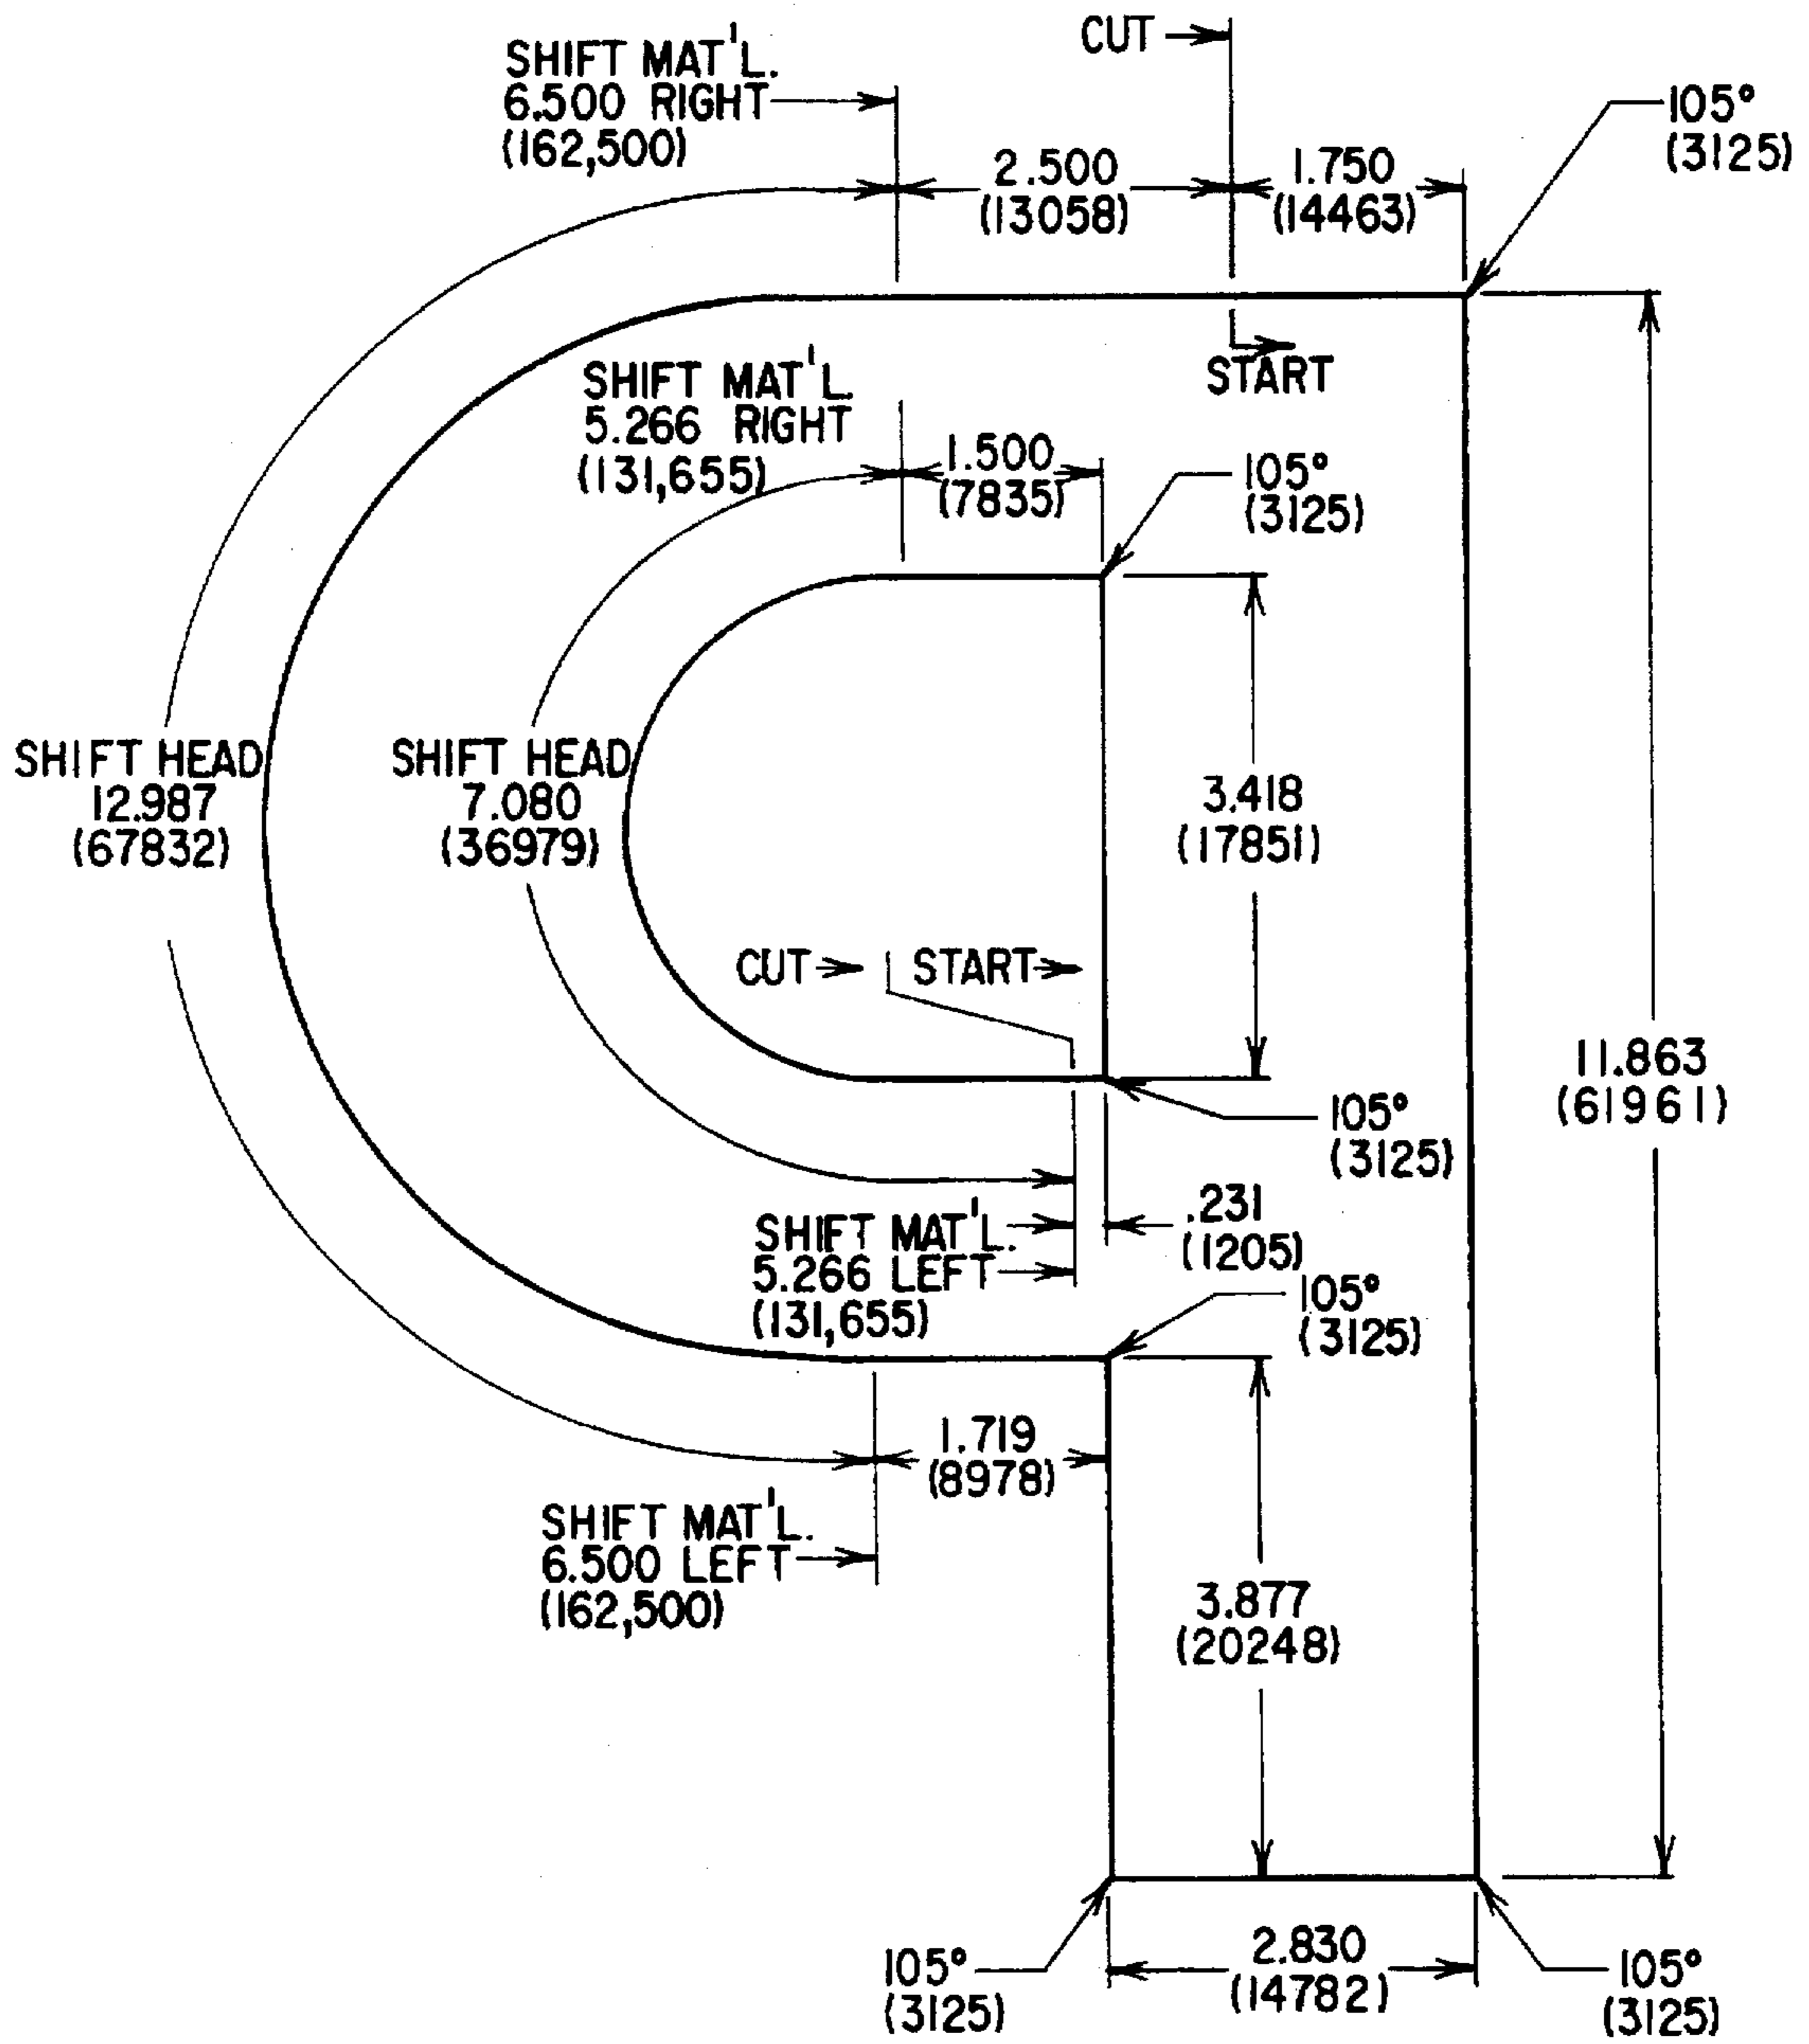 CUT
SHIFT MAT'L.
6.500 RIGHT
(162,500)
105°
(3125)
2.500
(13058)
1.750
(14463)
START
SHIFT MAT'L.
5.266 RIGHT
(131,655)
1.500
(7835)
105°
(3125)
SHIFT HEAD
12.987
(67832)
SHIFT HEAD
7.080
(36979)
3.418
(17851)
CUT
START
11.863
(61961)
105°
(3125)
SHIFT MAT'L.
5.266 LEFT
(131,655)
.231
(1205)
105°
(3125)
1.719
(8978)
SHIFT MAT'L.
6.500 LEFT
(162,500)
3.877
(20248)
2.830
(14782)
105°
(3125)
105°
(3125)